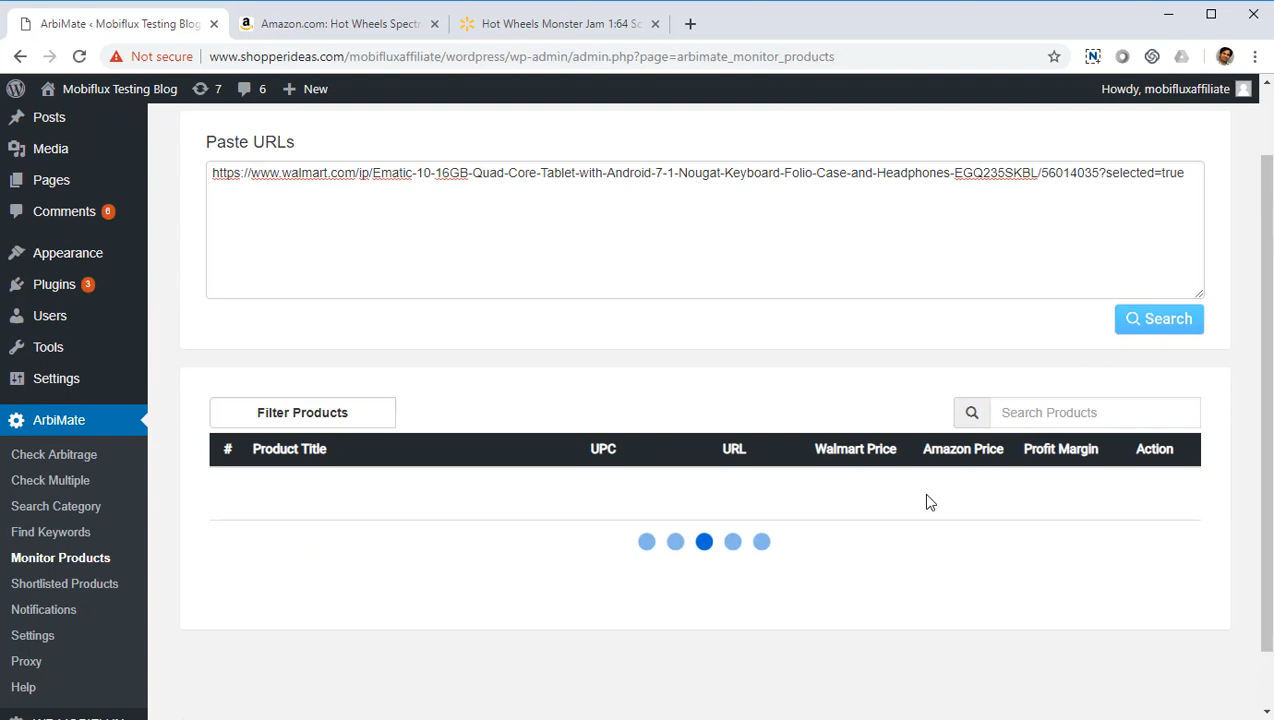 ArbiMate ‹ Mobiflux Testing Blog
Amazon.com: Hot Wheels Spectr
Hot Wheels Monster Jam 1:64 Sc
Not secure
www.shopperideas.com/mobifluxaffiliate/wordpress/wp-admin/admin.php?page=arbimate_monitor_products
Mobiflux Testing Blog
7
6
New
Howdy, mobifluxaffiliate
Posts
Media
Pages
Comments 6
Appearance
Plugins 3
Users
Tools
Settings
ArbiMate
Check Arbitrage
Check Multiple
Search Category
Find Keywords
Monitor Products
Shortlisted Products
Notifications
Settings
Proxy
Help
Paste URLs
https://www.walmart.com/ip/Ematic-10-16GB-Quad-Core-Tablet-with-Android-7-1-Nougat-Keyboard-Folio-Case-and-Headphones-EGQ235SKBL/56014035?selected=true
Search
Filter Products
Search Products
# Product Title UPC URL Walmart Price Amazon Price Profit Margin Action